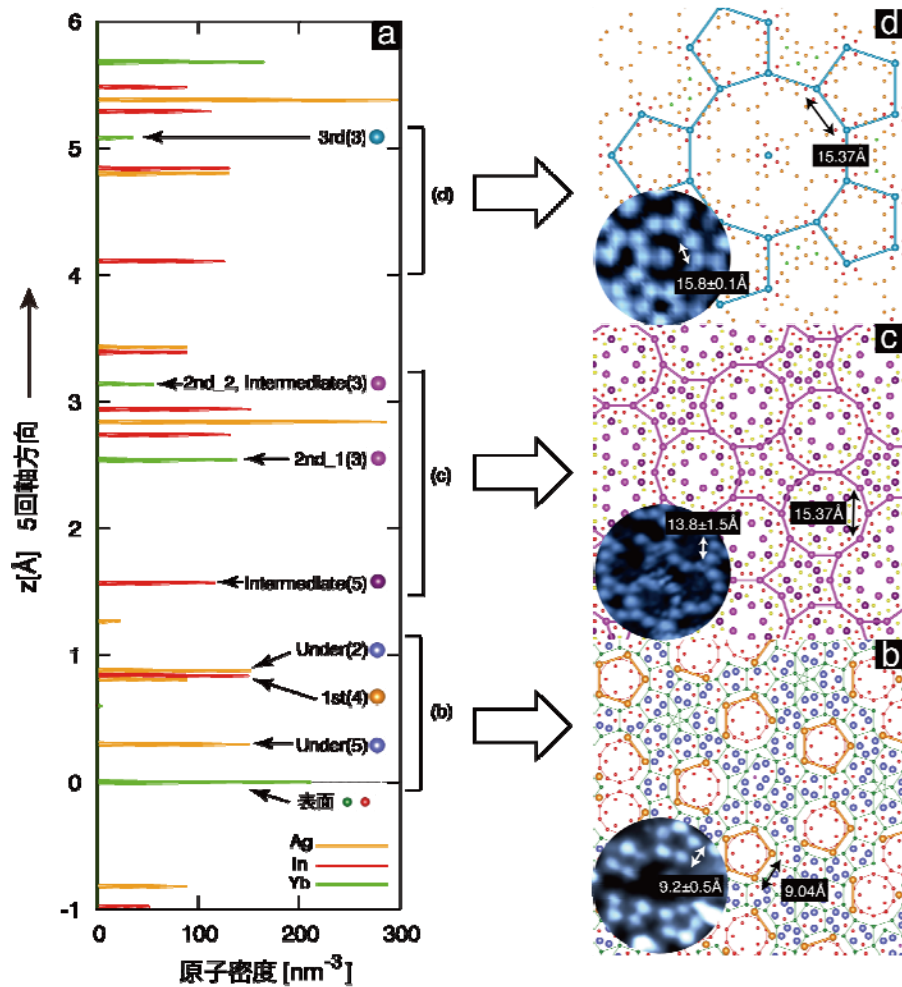 a
6
5
4
3
2
1
0
-1
z[Å] 5回軸方向
3rd(3)
2nd_2, Intermediate(3)
2nd_1(3)
Intermediate(5)
Under(2)
1st(4)
Under(5)
表面
Ag
In
Yb
0 100 200 300
原子密度 [nm⁻³]
(d)
(c)
(b)
d
15.37Å
15.8±0.1Å
c
13.8±1.5Å
15.37Å
b
9.2±0.5Å
9.04Å